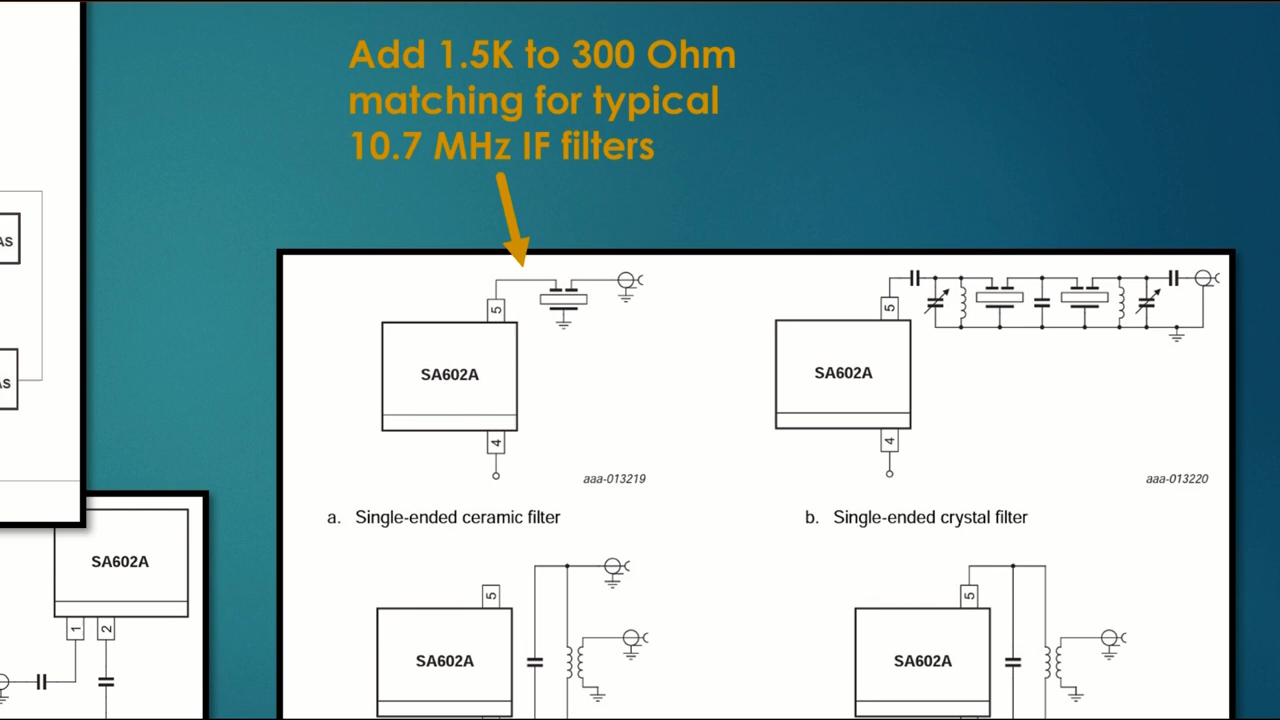 Add 1.5K to 300 Ohm
matching for typical
10.7 MHz IF filters
AS
5
5
SA602A
SA602A
4
4
aaa-013219
aaa-013220
a. Single-ended ceramic filter
b. Single-ended crystal filter
SA602A
1
2
5
5
SA602A
SA602A